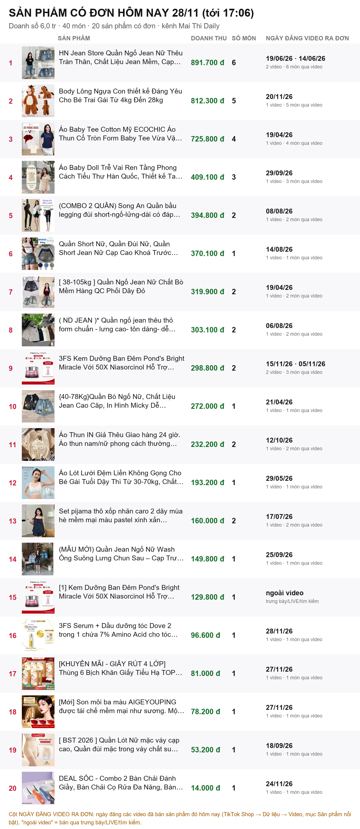 SẢN PHẨM CÓ ĐƠN HÔM NAY 28/11 (tới 17:06)
Doanh số 6,0 tr · 40 món · 20 sản phẩm có đơn · kênh Mai Thi Daily
SẢN PHẨM DOANH THU SỐ MÓN NGÀY ĐĂNG VIDEO RA ĐƠN
1 HN Jean Store Quần Ngố Jean Nữ Thêu 891.700 đ 6 19/06/26 · 14/06/26
Trân Thân, Chất Liệu Jean Mềm, Cạp… 2 video · 6 món qua video
2 Body Lông Ngựa Con thiết kế Đáng Yêu 812.300 đ 5 20/11/26
Cho Bé Trai Gái Từ 4kg Đến 28kg 1 video · 5 món qua video
3 Áo Baby Tee Cotton Mỹ ECOCHIC Áo 725.800 đ 4 19/04/26
Thun Cổ Tròn Form Baby Tee Vừa Vặ… 1 video · 4 món qua video
4 Áo Baby Doll Trễ Vai Ren Tằng Phong 409.100 đ 3 29/09/26
Cách Tiểu Thư Hàn Quốc, Thiết kế Ta… 1 video · 3 món qua video
5 (COMBO 2 QUẦN) Song An Quần bầu 394.800 đ 2 08/08/26
legging đùi short-ngố-lửng-dài có đáp… 1 video · 2 món qua video
6 Quần Short Nữ, Quần Đùi Nữ, Quần 370.100 đ 1 14/08/26
Short Jean Nữ Cạp Cao Khoá Trước… 1 video · 1 món qua video
7 [ 38-105kg ] Quần Ngố Jean Nữ Chất Bò 319.900 đ 2 19/04/26
Mềm Hàng QC Phối Dây Đỏ 1 video · 2 món qua video
8 ( ND JEAN )* Quần ngố jean thêu thỏ 303.100 đ 2 06/08/26
form chuẩn - lưng cao- tôn dáng- dễ… 1 video · 2 món qua video
9 3FS Kem Dưỡng Ban Đêm Pond's Bright 298.800 đ 2 15/11/26 · 05/11/26
Miracle Với 50X Niasorcinol Hỗ Trợ… 2 video · 3 món qua video
10 {40-78Kg}Quần Bò Ngố Nữ, Chất Liệu 272.000 đ 1 21/04/26
Jean Cao Cấp, In Hình Micky Dễ… 1 video · 1 món qua video
11 Áo Thun IN Giá Thêu Giao hàng 24 giờ. 232.200 đ 2 12/10/26
Áo thun nam/nữ phong cách thường… 1 video · 2 món qua video
12 Áo Lót Lưới Đệm Liền Không Gọng Cho 193.200 đ 1 29/05/26
Bé Gái Tuổi Dậy Thì Từ 30-70kg, Chất… 1 video · 1 món qua video
13 Set pijama thô xốp nhân caro 2 dây mùa 160.000 đ 2 17/07/26
hè mềm mại màu pastel xinh xắn… 1 video · 2 món qua video
14 (MẪU MỚI) Quần Jean Ngố Nữ Wash 149.800 đ 1 25/09/26
Ống Suông Lưng Chun Sau – Cạp Trư… 1 video · 1 món qua video
15 [1] Kem Dưỡng Ban Đêm Pond's Bright 129.800 đ 1 ngoài video
Miracle Với 50X Niasorcinol Hỗ Trợ… trưng bày/LIVE/tìm kiếm
16 3FS Serum + Dầu dưỡng tóc Dove 2 96.600 đ 1 28/11/26
trong 1 chứa 7% Amino Acid cho tóc… 1 video · 1 món qua video
17 [KHUYẾN MÃI - GIẤY RÚT 4 LỚP] 81.000 đ 1 27/11/26
Thùng 6 Bịch Khăn Giấy Tiểu Hạ TOP… 1 video · 1 món qua video
18 [Mới] Son môi ba màu AIGEYOUPING 78.200 đ 1 27/11/26
được tái chế mềm mại như sương. Mộ… 1 video · 1 món qua video
19 [ BST 2026 ] Quần Lót Nữ mặc váy cạp 53.200 đ 1 18/09/26
cao, Quần đùi mặc trong váy chất su… 1 video · 1 món qua video
20 DEAL SỐC - Combo 2 Bàn Chải Đánh 14.000 đ 1 24/11/26
Giầy, Bàn Chải Cọ Rửa Đa Năng, Bàn… 1 video · 1 món qua video
Cột NGÀY ĐĂNG VIDEO RA ĐƠN: ngày đăng các video đã bán sản phẩm đó hôm nay (TikTok Shop → Dữ liệu → Video, mục Sản phẩm nổi
bật). "ngoài video" = bán qua trưng bày/LIVE/tìm kiếm.